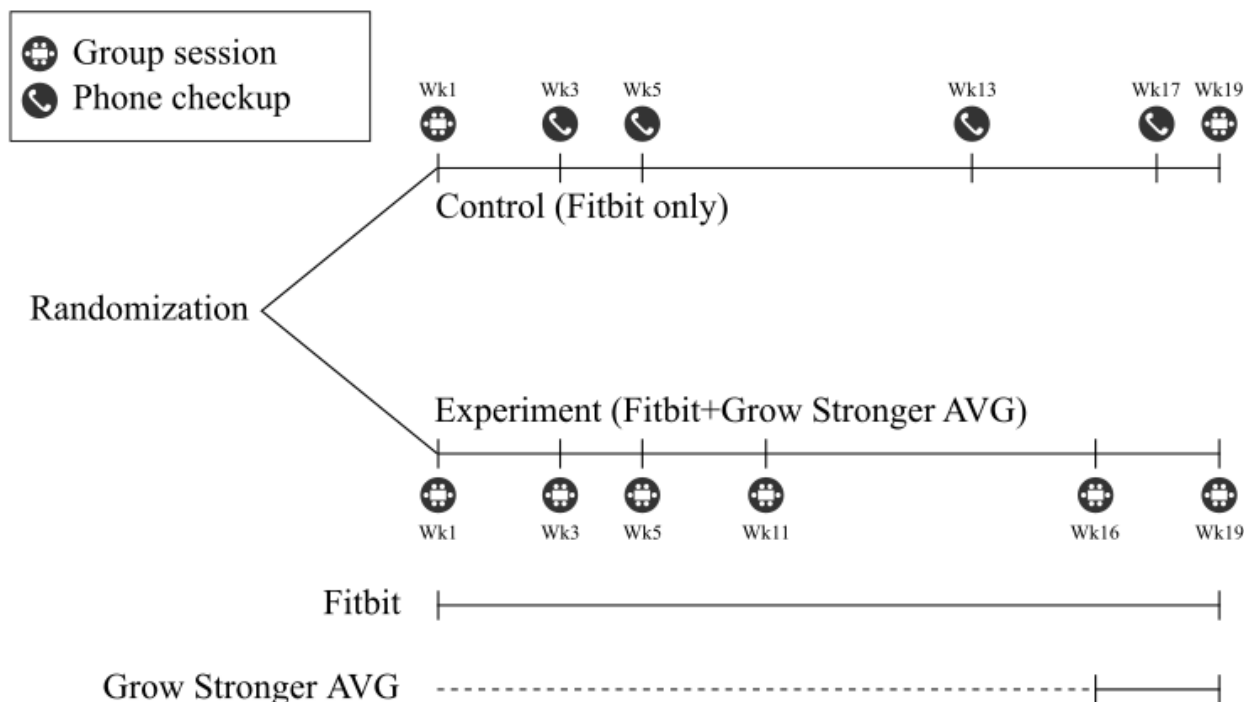 Group session
Phone checkup
Wk1 Wk3 Wk5 Wk13 Wk17 Wk19
Control (Fitbit only)
Randomization
Experiment (Fitbit+Grow Stronger AVG)
Wk1 Wk3 Wk5 Wk11 Wk16 Wk19
Fitbit
Grow Stronger AVG